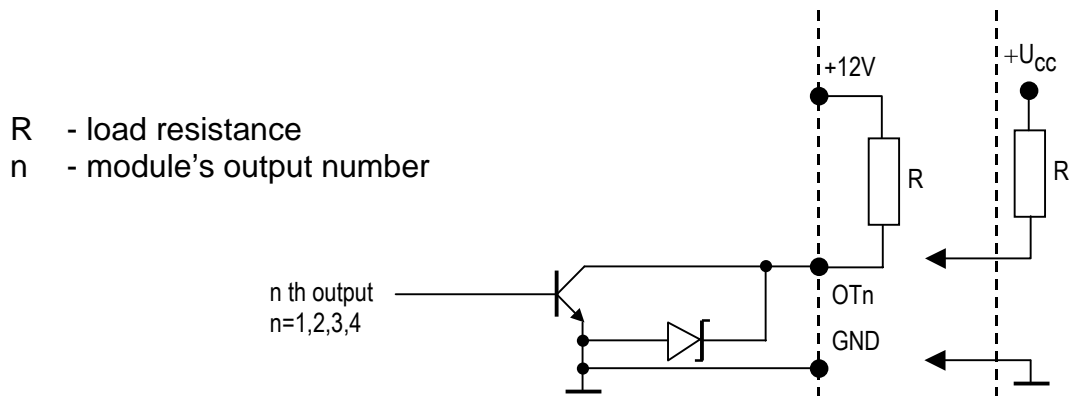 +12V
+UCC
R - load resistance
n - module's output number
R
R
n th output
n=1,2,3,4
OTn
GND